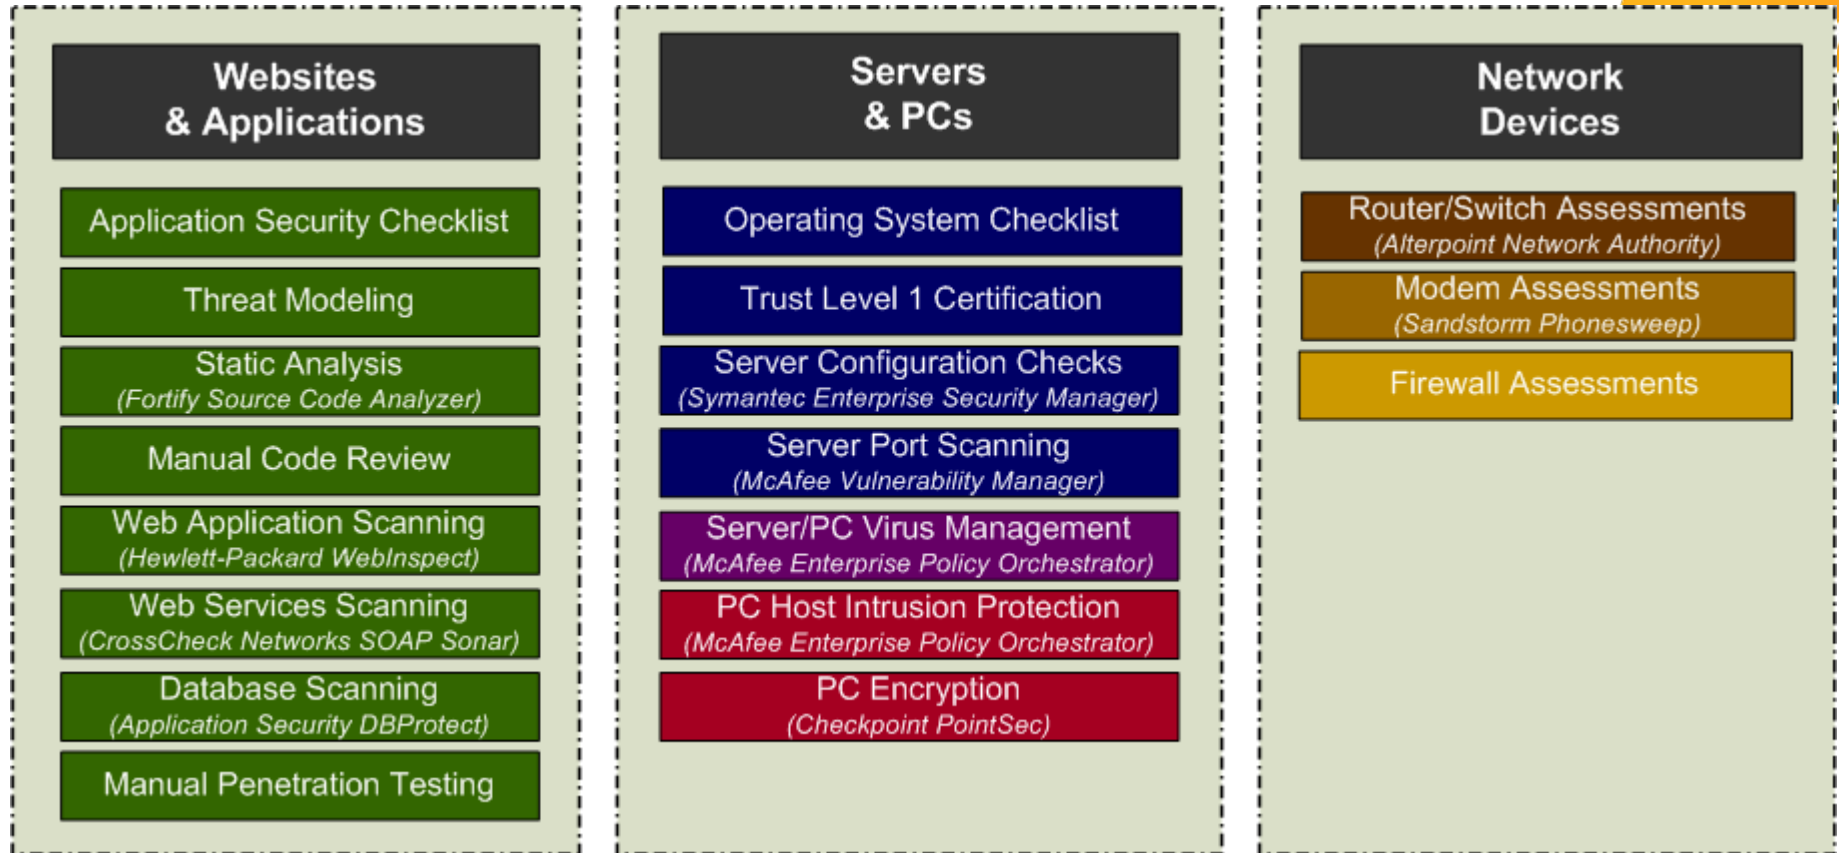 Websites
& Applications
Application Security Checklist
Threat Modeling
Static Analysis
(Fortify Source Code Analyzer)
Manual Code Review
Web Application Scanning
(Hewlett-Packard WebInspect)
Web Services Scanning
(CrossCheck Networks SOAP Sonar)
Database Scanning
(Application Security DBProtect)
Manual Penetration Testing
Servers
& PCs
Operating System Checklist
Trust Level 1 Certification
Server Configuration Checks
(Symantec Enterprise Security Manager)
Server Port Scanning
(McAfee Vulnerability Manager)
Server/PC Virus Management
(McAfee Enterprise Policy Orchestrator)
PC Host Intrusion Protection
(McAfee Enterprise Policy Orchestrator)
PC Encryption
(Checkpoint PointSec)
Network
Devices
Router/Switch Assessments
(Alterpoint Network Authority)
Modem Assessments
(Sandstorm Phonesweep)
Firewall Assessments